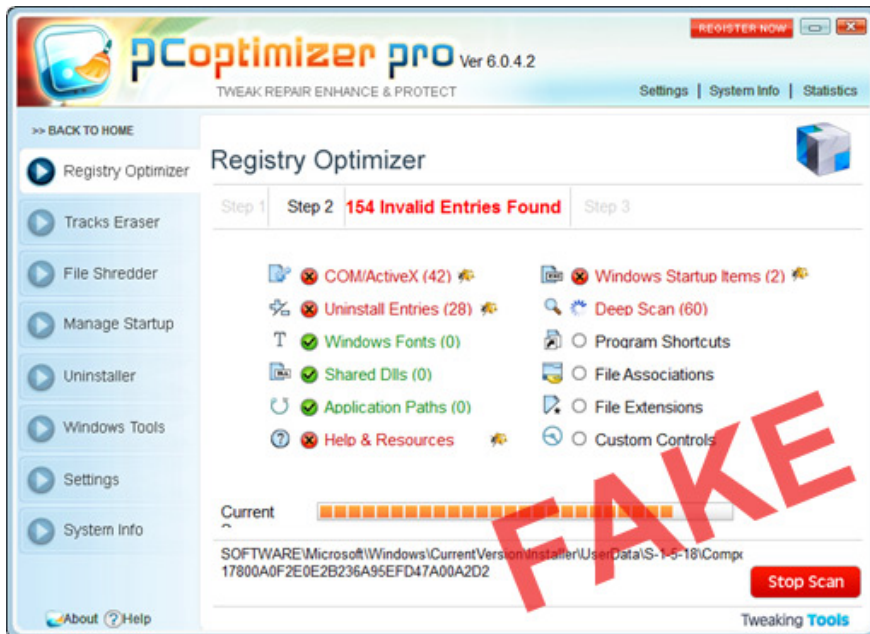 REGISTER NOW
PCoptimizer pro Ver 6.0.4.2
TWEAK REPAIR ENHANCE & PROTECT
Settings | System Info | Statistics
>> BACK TO HOME
Registry Optimizer
Tracks Eraser
File Shredder
Manage Startup
Uninstaller
Windows Tools
Settings
System Info
About
Help
Registry Optimizer
Step 1
Step 2
154 Invalid Entries Found
Step 3
COM/ActiveX (42)
Uninstall Entries (28)
Windows Fonts (0)
Shared Dlls (0)
Application Paths (0)
Help & Resources
Windows Startup Items (2)
Deep Scan (60)
Program Shortcuts
File Associations
File Extensions
Custom Controls
FAKE
Current
SOFTWARE\Microsoft\Windows\CurrentVersion\Installer\UserData\S-1-5-18\Compo
17800A0F2E0E2B236A95EFD47A00A2D2
Stop Scan
Tweaking Tools